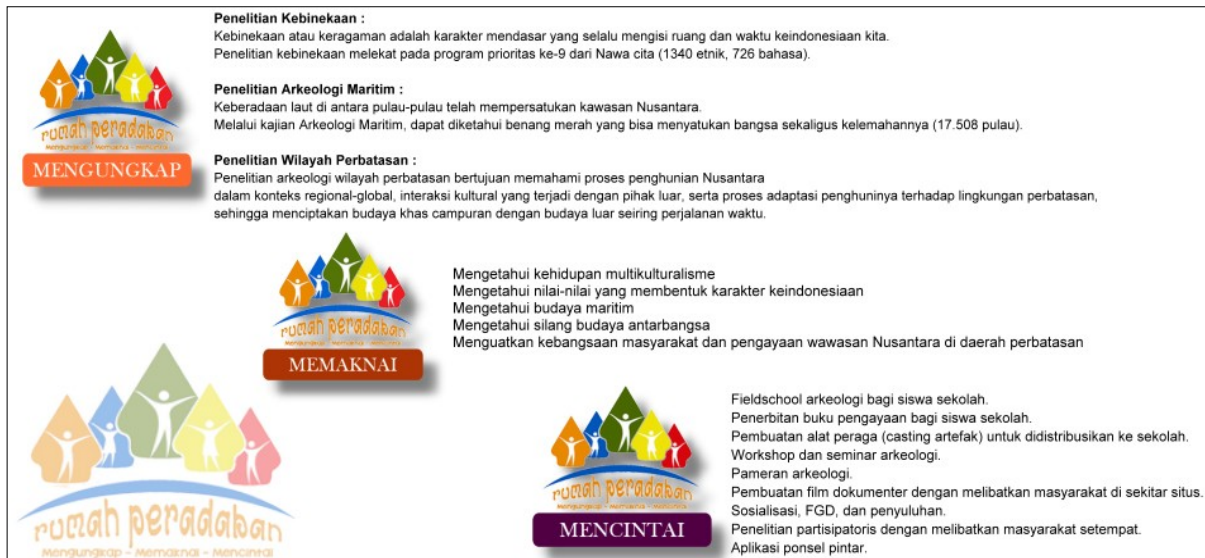 Penelitian Kebinekaan :
Kebinekaan atau keragaman adalah karakter mendasar yang selalu mengisi ruang dan waktu keindonesiaan kita.
Penelitian kebinekaan melekat pada program prioritas ke-9 dari Nawa cita (1340 etnik, 726 bahasa).
Penelitian Arkeologi Maritim :
Keberadaan laut di antara pulau-pulau telah mempersatukan kawasan Nusantara.
Melalui kajian Arkeologi Maritim, dapat diketahui benang merah yang bisa menyatukan bangsa sekaligus kelemahannya (17.508 pulau).
Penelitian Wilayah Perbatasan :
Penelitian arkeologi wilayah perbatasan bertujuan memahami proses penghunian Nusantara
dalam konteks regional-global, interaksi kultural yang terjadi dengan pihak luar, serta proses adaptasi penghuninya terhadap lingkungan perbatasan,
sehingga menciptakan budaya khas campuran dengan budaya luar seiring perjalanan waktu.
rumah peradaban
Mengungkap - Memaknai - Mencintai
MENGUNGKAP
rumah peradaban
Mengungkap - Memaknai - Mencintai
MEMAKNAI
Mengetahui kehidupan multikulturalisme
Mengetahui nilai-nilai yang membentuk karakter keindonesiaan
Mengetahui budaya maritim
Mengetahui silang budaya antarbangsa
Menguatkan kebangsaan masyarakat dan pengayaan wawasan Nusantara di daerah perbatasan
rumah peradaban
Mengungkap - Memaknai - Mencintai
rumah peradaban
Mengungkap - Memaknai - Mencintai
MENCINTAI
Fieldschool arkeologi bagi siswa sekolah.
Penerbitan buku pengayaan bagi siswa sekolah.
Pembuatan alat peraga (casting artefak) untuk didistribusikan ke sekolah.
Workshop dan seminar arkeologi.
Pameran arkeologi.
Pembuatan film dokumenter dengan melibatkan masyarakat di sekitar situs.
Sosialisasi, FGD, dan penyuluhan.
Penelitian partisipatoris dengan melibatkan masyarakat setempat.
Aplikasi ponsel pintar.